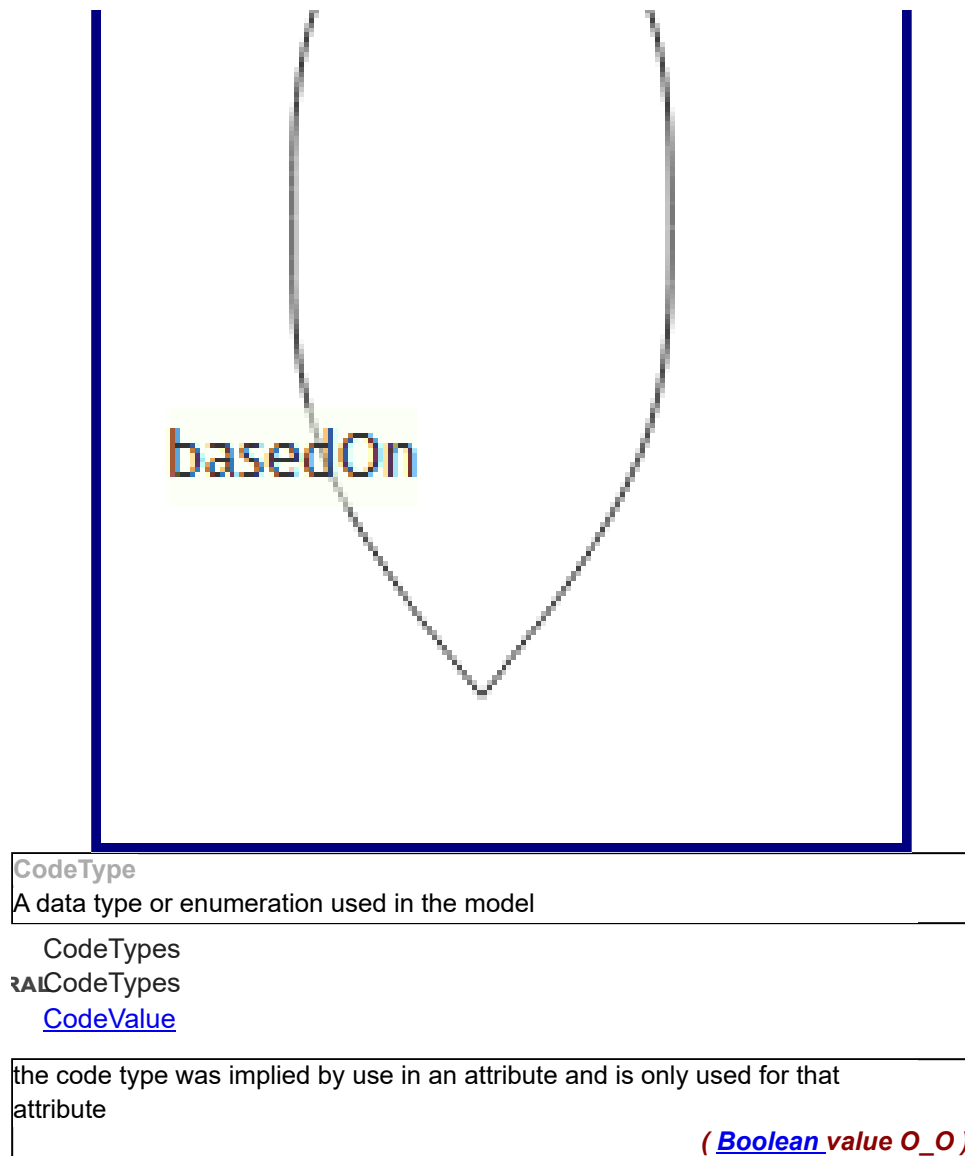 basedOn
CodeType
A data type or enumeration used in the model
CodeTypes
RALCodeTypes
CodeValue
the code type was implied by use in an attribute and is only used for that
attribute
( Boolean value O_O )